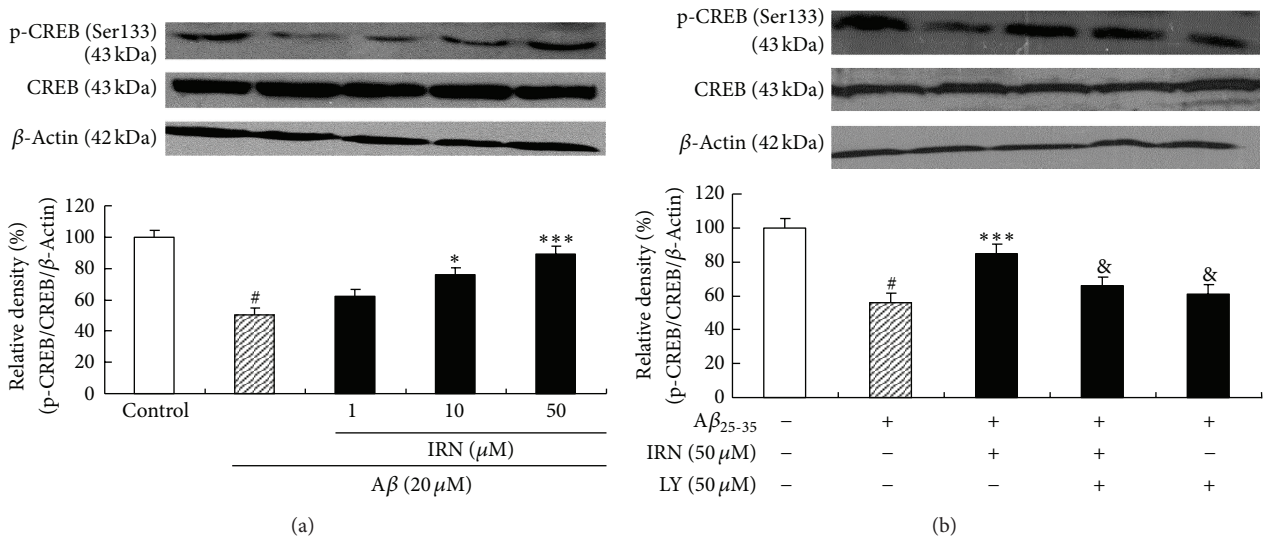 p-CREB (Ser133)
(43 kDa)
CREB (43 kDa)
β-Actin (42 kDa)
Relative density (%)
(p-CREB/CREB/β-Actin)
120
100
80
60
40
20
0
#
*
***
Control
1
10
50
IRN (μM)
Aβ (20 μM)
(a)
p-CREB (Ser133)
(43 kDa)
CREB (43 kDa)
β-Actin (42 kDa)
Relative density (%)
(p-CREB/CREB/β-Actin)
120
100
80
60
40
20
0
#
***
&
&
Aβ25-35 − + + + +
IRN (50 μM) − − + + −
LY (50 μM) − − − + +
(b)